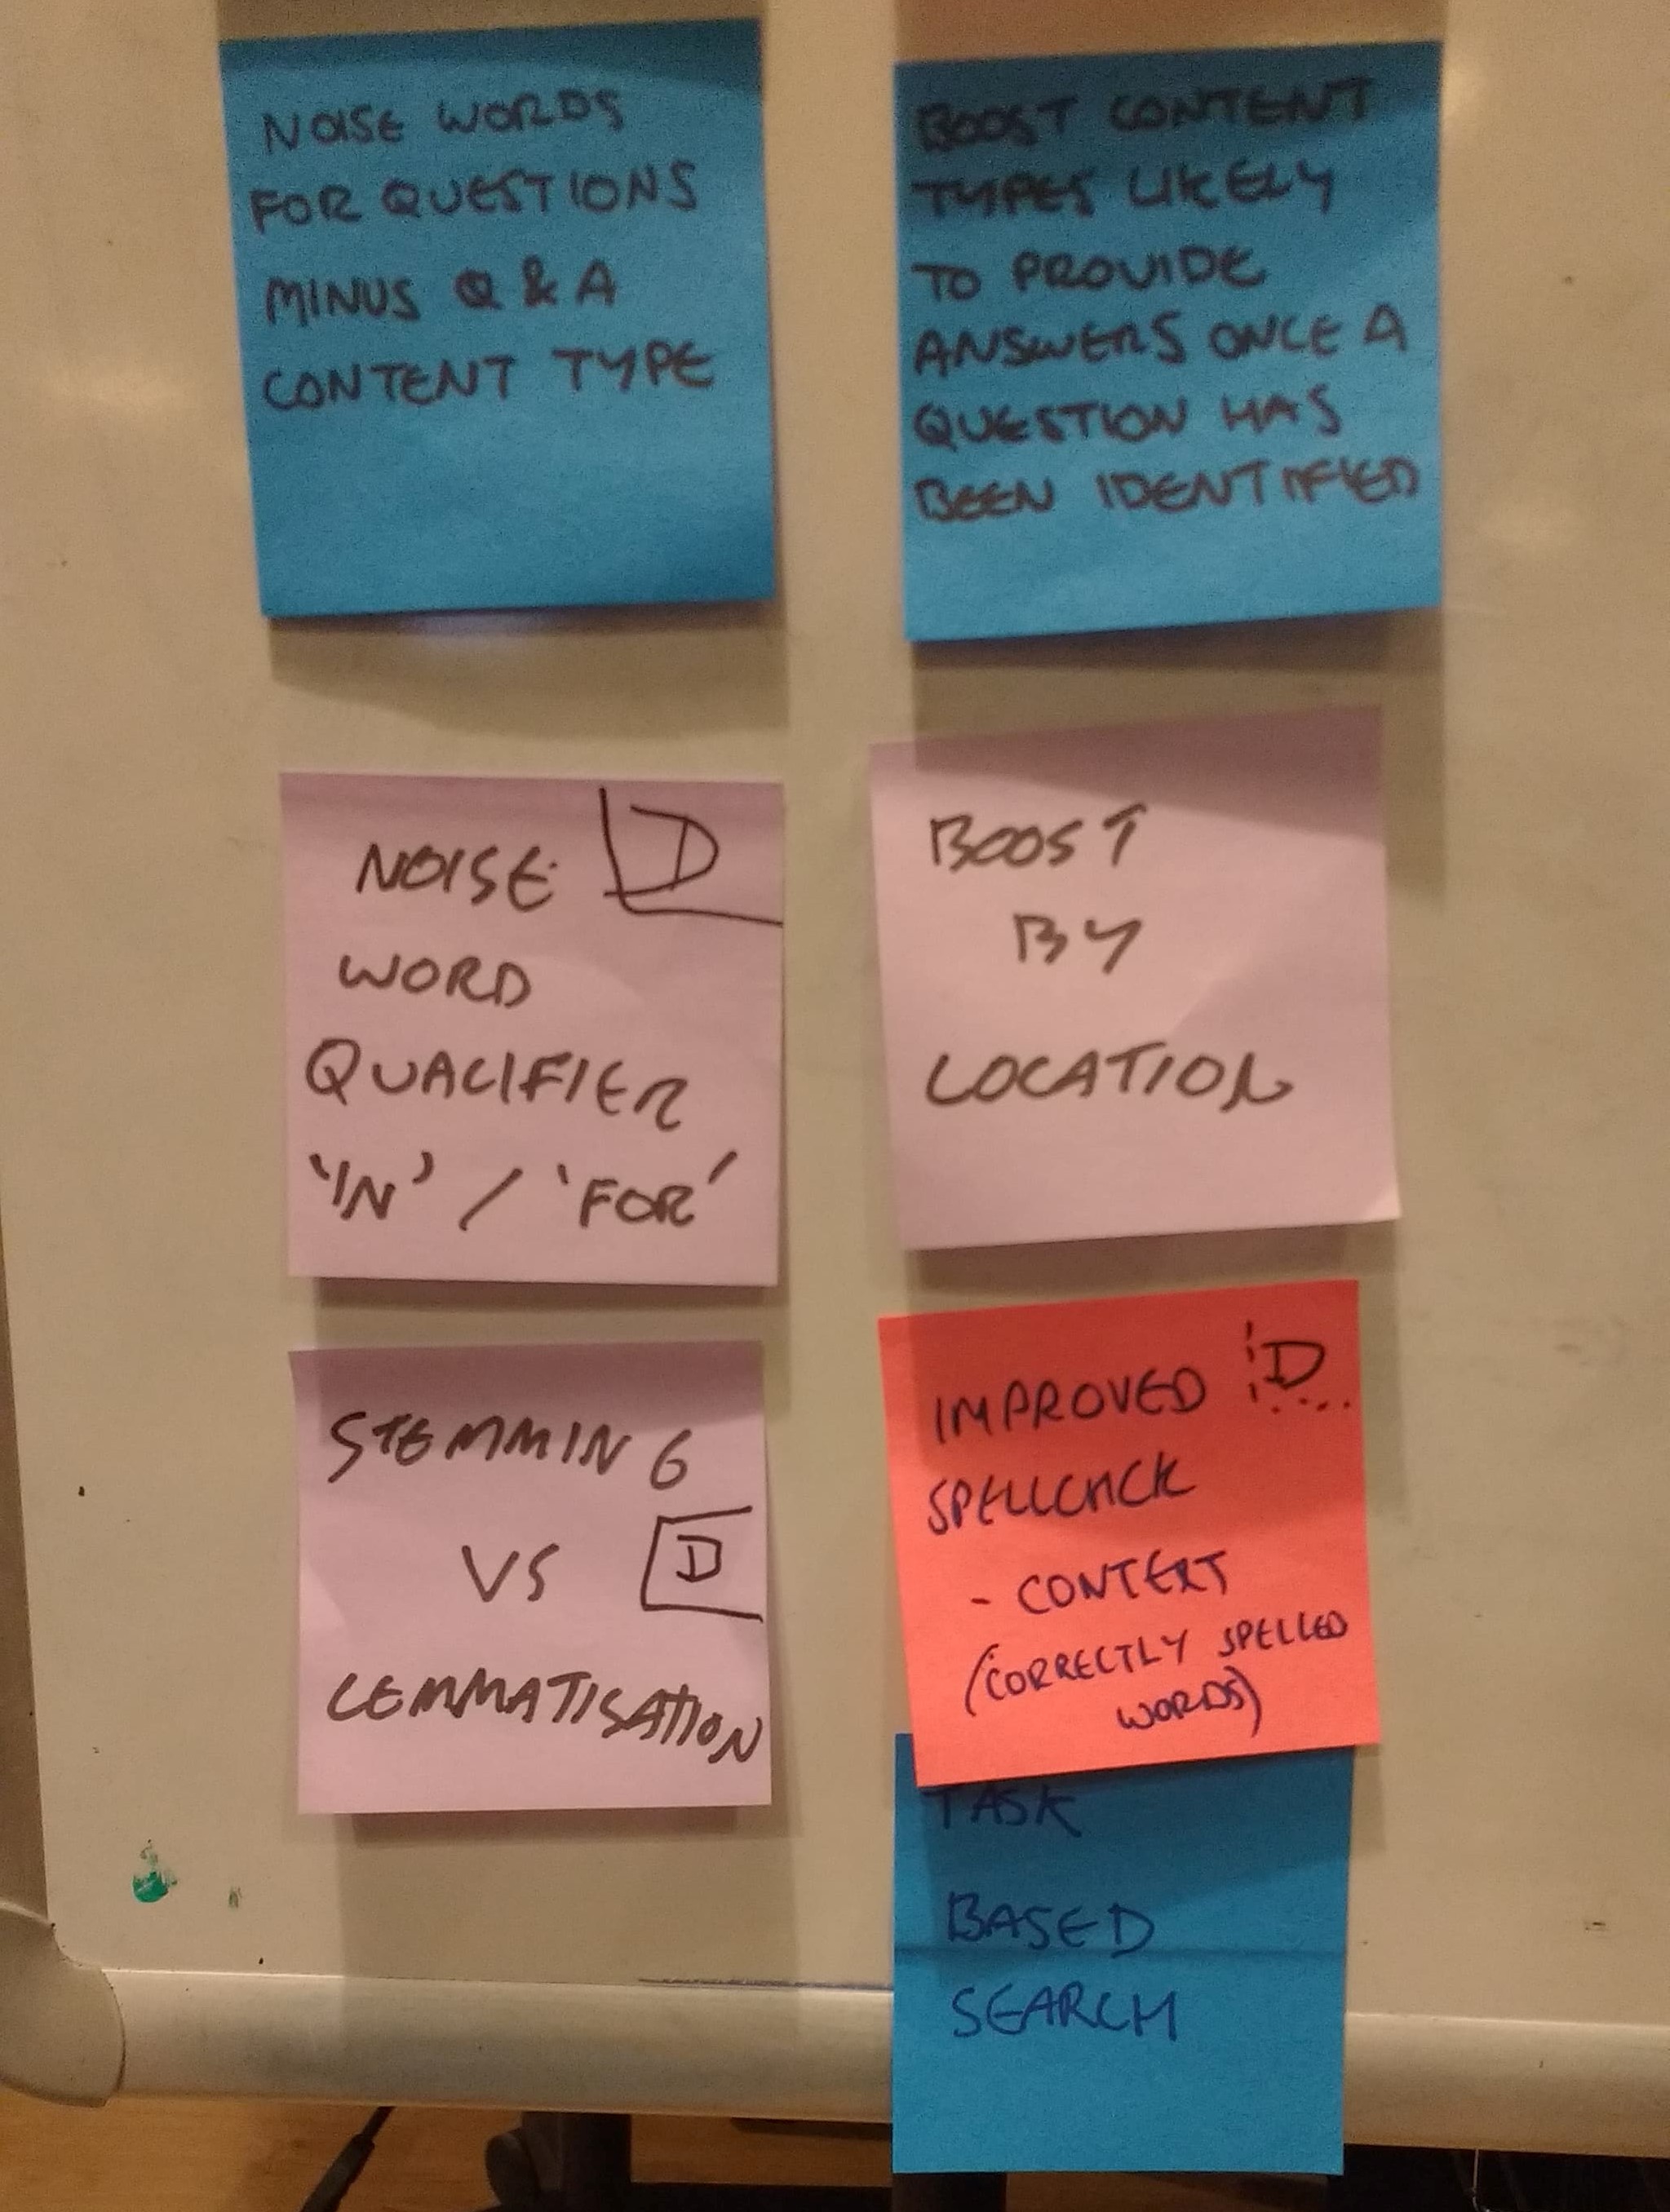 NOISE WORDS
FOR QUESTIONS
MINUS Q & A
CONTENT TYPE
BOOST CONTENT
TYPES LIKELY
TO PROVIDE
ANSWERS ONCE A
QUESTION HAS
BEEN IDENTIFIED
NOISE D
WORD
QUALIFIER
'IN' / 'FOR'
BOOST
BY
LOCATION
STEMMING
VS D
LEMMATISATION
IMPROVED D
SPELLCHCK
- CONTEXT
(CORRECTLY SPELLED
WORDS)
TASK
BASED
SEARCH